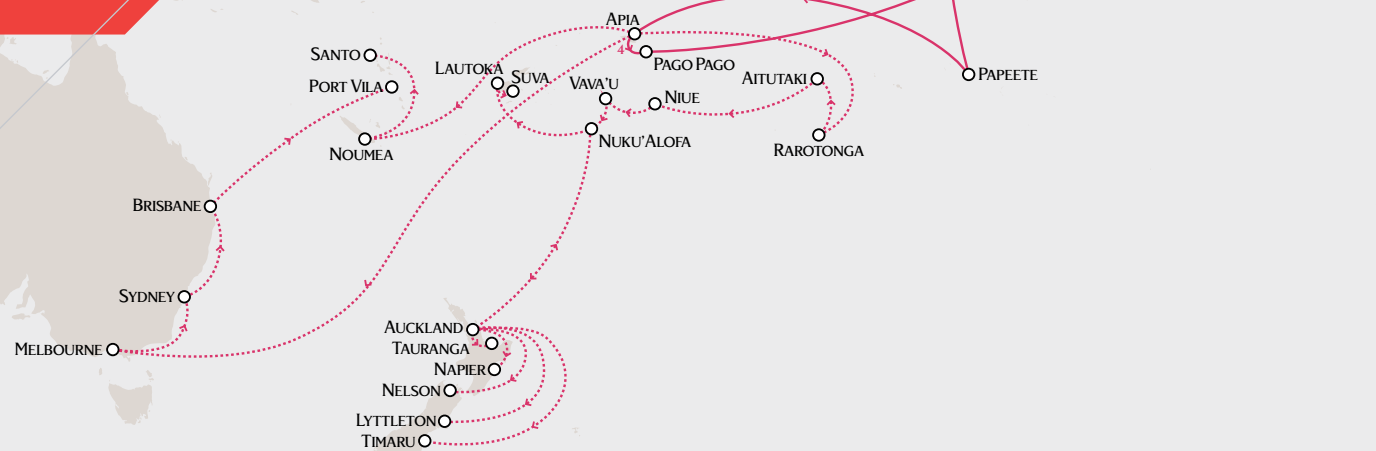 APIA
SANTO
4
PAGO PAGO
LAUTOKA
SUVA
PAPEETE
AITUTAKI
PORT VILA
VAVA'U
NIUE
NUKU'ALOFA
RAROTONGA
NOUMEA
BRISBANE
SYDNEY
AUCKLAND
MELBOURNE
TAURANGA
NAPIER
NELSON
LYTTLETON
TIMARU